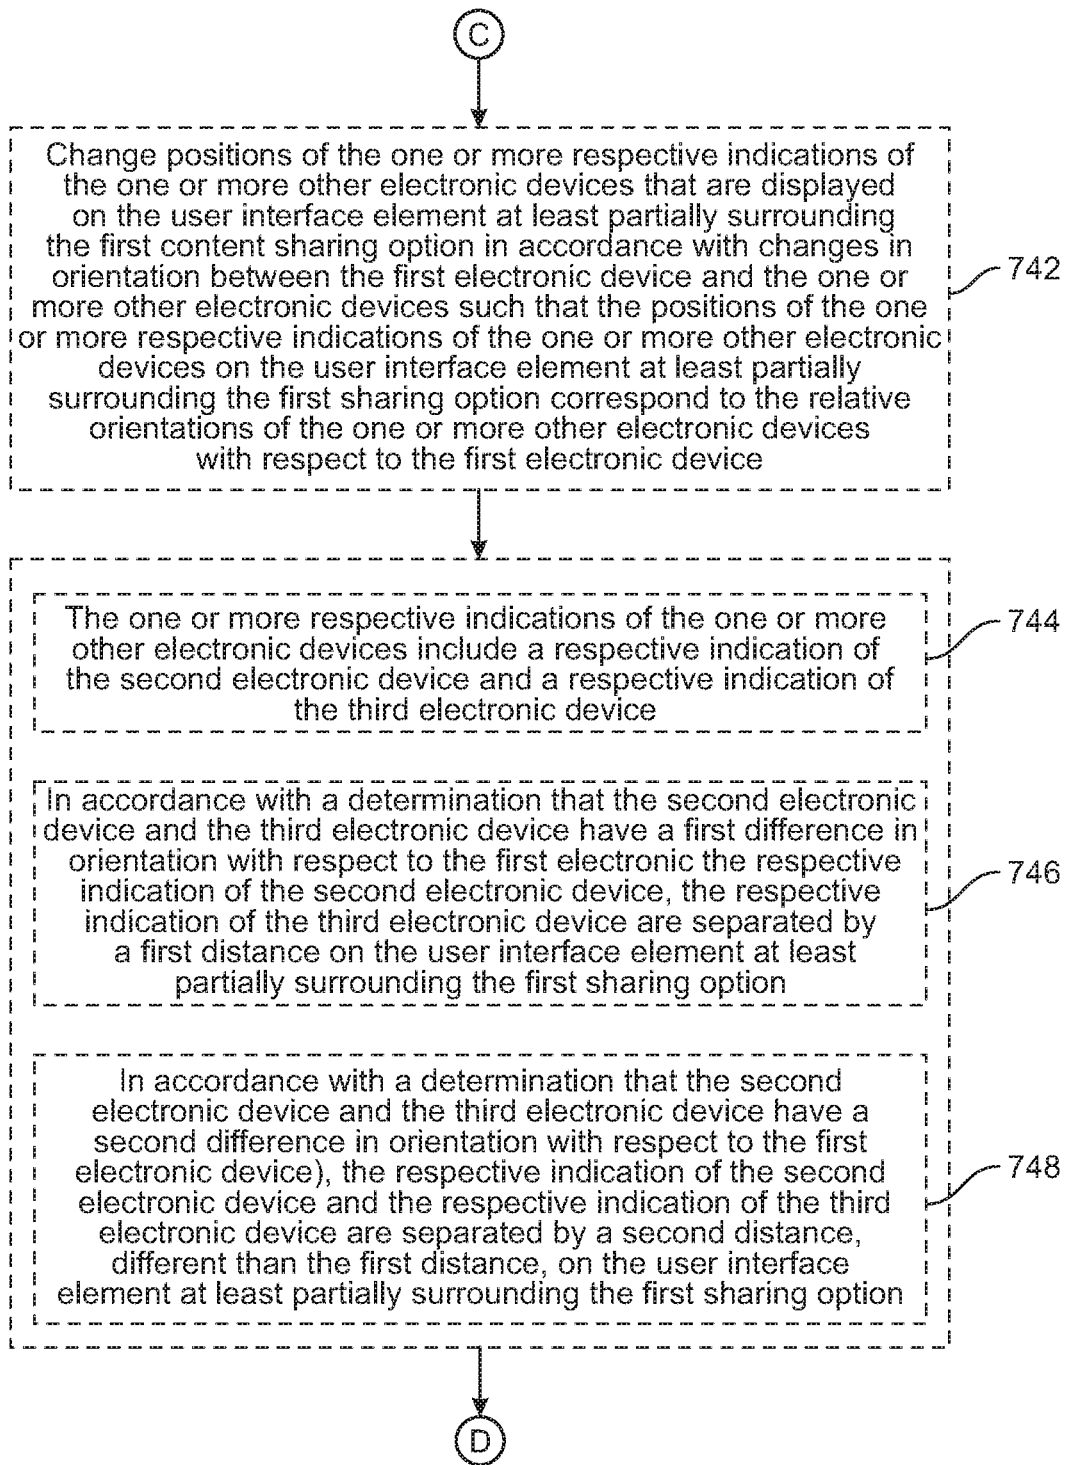 C
Change positions of the one or more respective indications of
the one or more other electronic devices that are displayed
on the user interface element at least partially surrounding
the first content sharing option in accordance with changes in
orientation between the first electronic device and the one or
more other electronic devices such that the positions of the one
or more respective indications of the one or more other electronic
devices on the user interface element at least partially
surrounding the first sharing option correspond to the relative
orientations of the one or more other electronic devices
with respect to the first electronic device
742
The one or more respective indications of the one or more
other electronic devices include a respective indication of
the second electronic device and a respective indication of
the third electronic device
744
In accordance with a determination that the second electronic
device and the third electronic device have a first difference in
orientation with respect to the first electronic the respective
indication of the second electronic device, the respective
indication of the third electronic device are separated by
a first distance on the user interface element at least
partially surrounding the first sharing option
746
In accordance with a determination that the second
electronic device and the third electronic device have a
second difference in orientation with respect to the first
electronic device), the respective indication of the second
electronic device and the respective indication of the third
electronic device are separated by a second distance,
different than the first distance, on the user interface
element at least partially surrounding the first sharing option
748
D